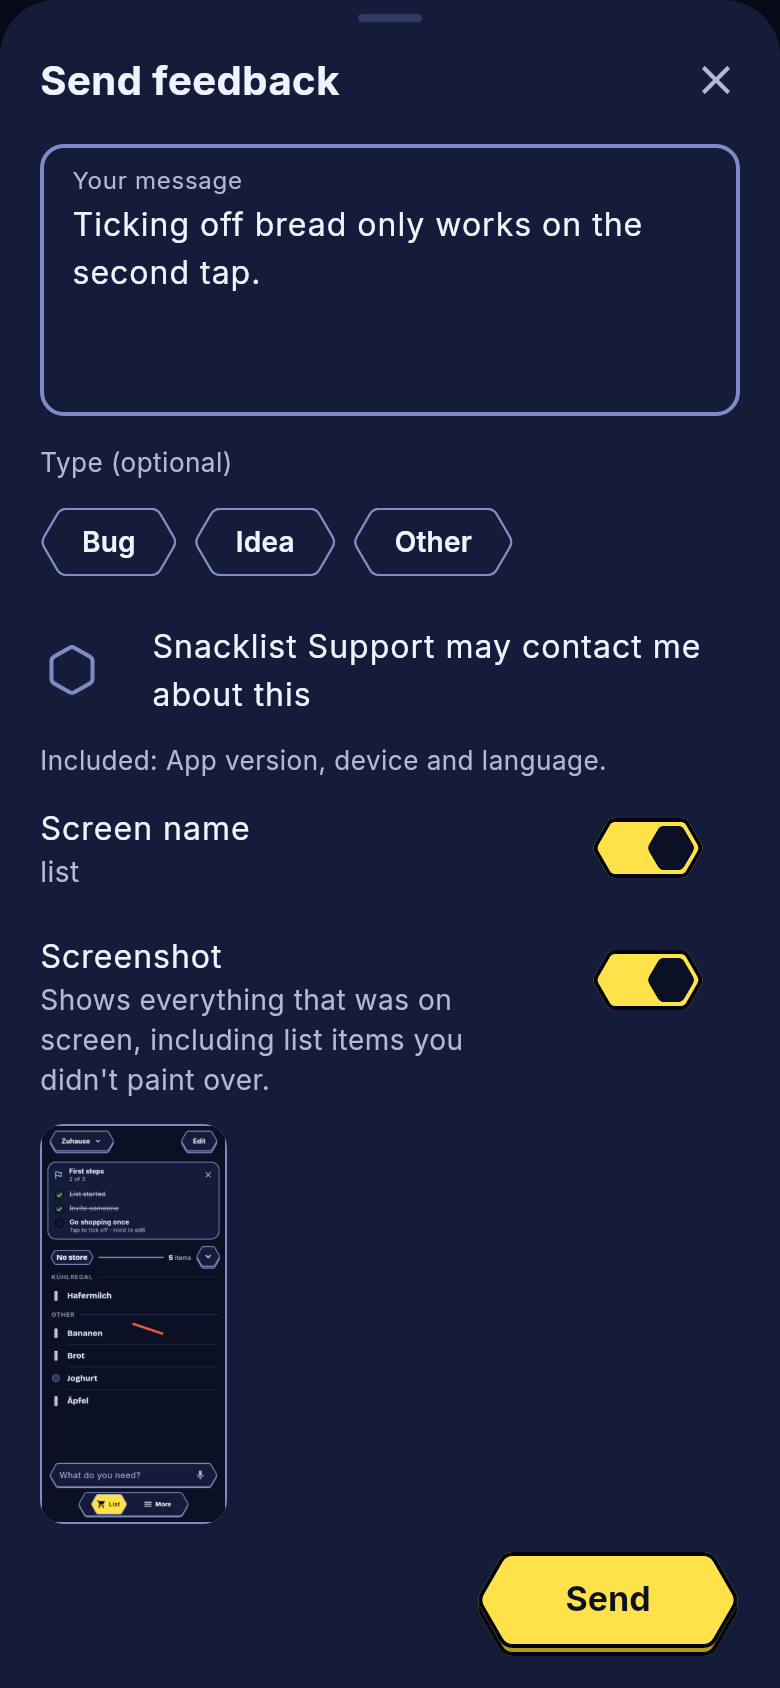 Send feedback
Your message
Ticking off bread only works on the
second tap.
Type (optional)
Bug
Idea
Other
Snacklist Support may contact me
about this
Included: App version, device and language.
Screen name
list
Screenshot
Shows everything that was on
screen, including list items you
didn't paint over.
Zuhause
Edit
First steps
2 of 3
List started
Invite someone
Go shopping once
Tap to tick off · Hold to edit
No store
5 items
KÜHLREGAL
Hafermilch
OTHER
Bananen
Brot
Joghurt
Äpfel
What do you need?
List
More
Send